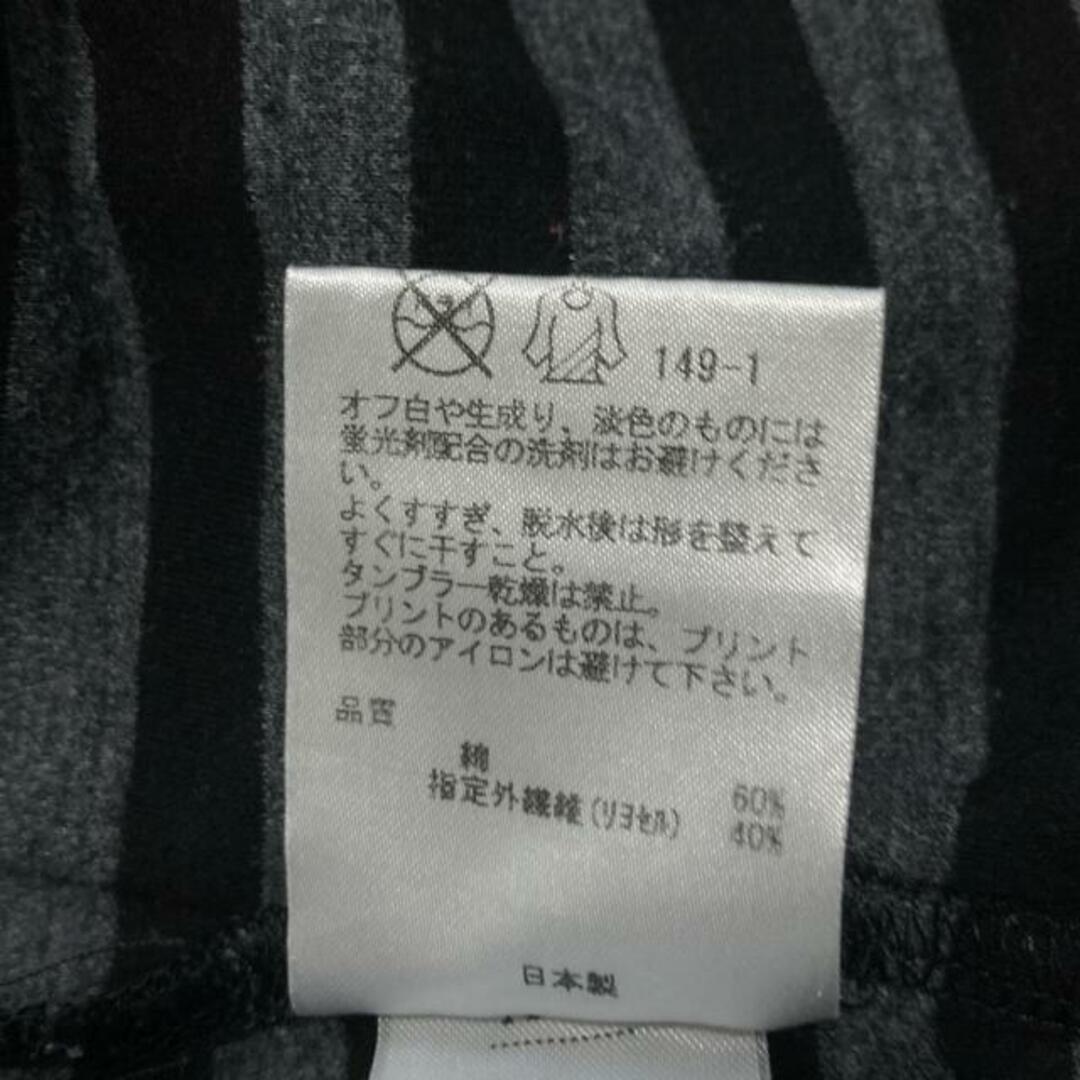 149-1
オフ白や生成り、淡色のものには
蛍光剤配合の洗剤はお避けくださ
い。
よくすすぎ、脱水後は形を整えて
すぐに干すこと。
タンブラー乾燥は禁止。
プリントのあるものは、プリント
部分のアイロンは避けて下さい。
品質
綿 60%
指定外繊維(リヨセル) 40%
日本製